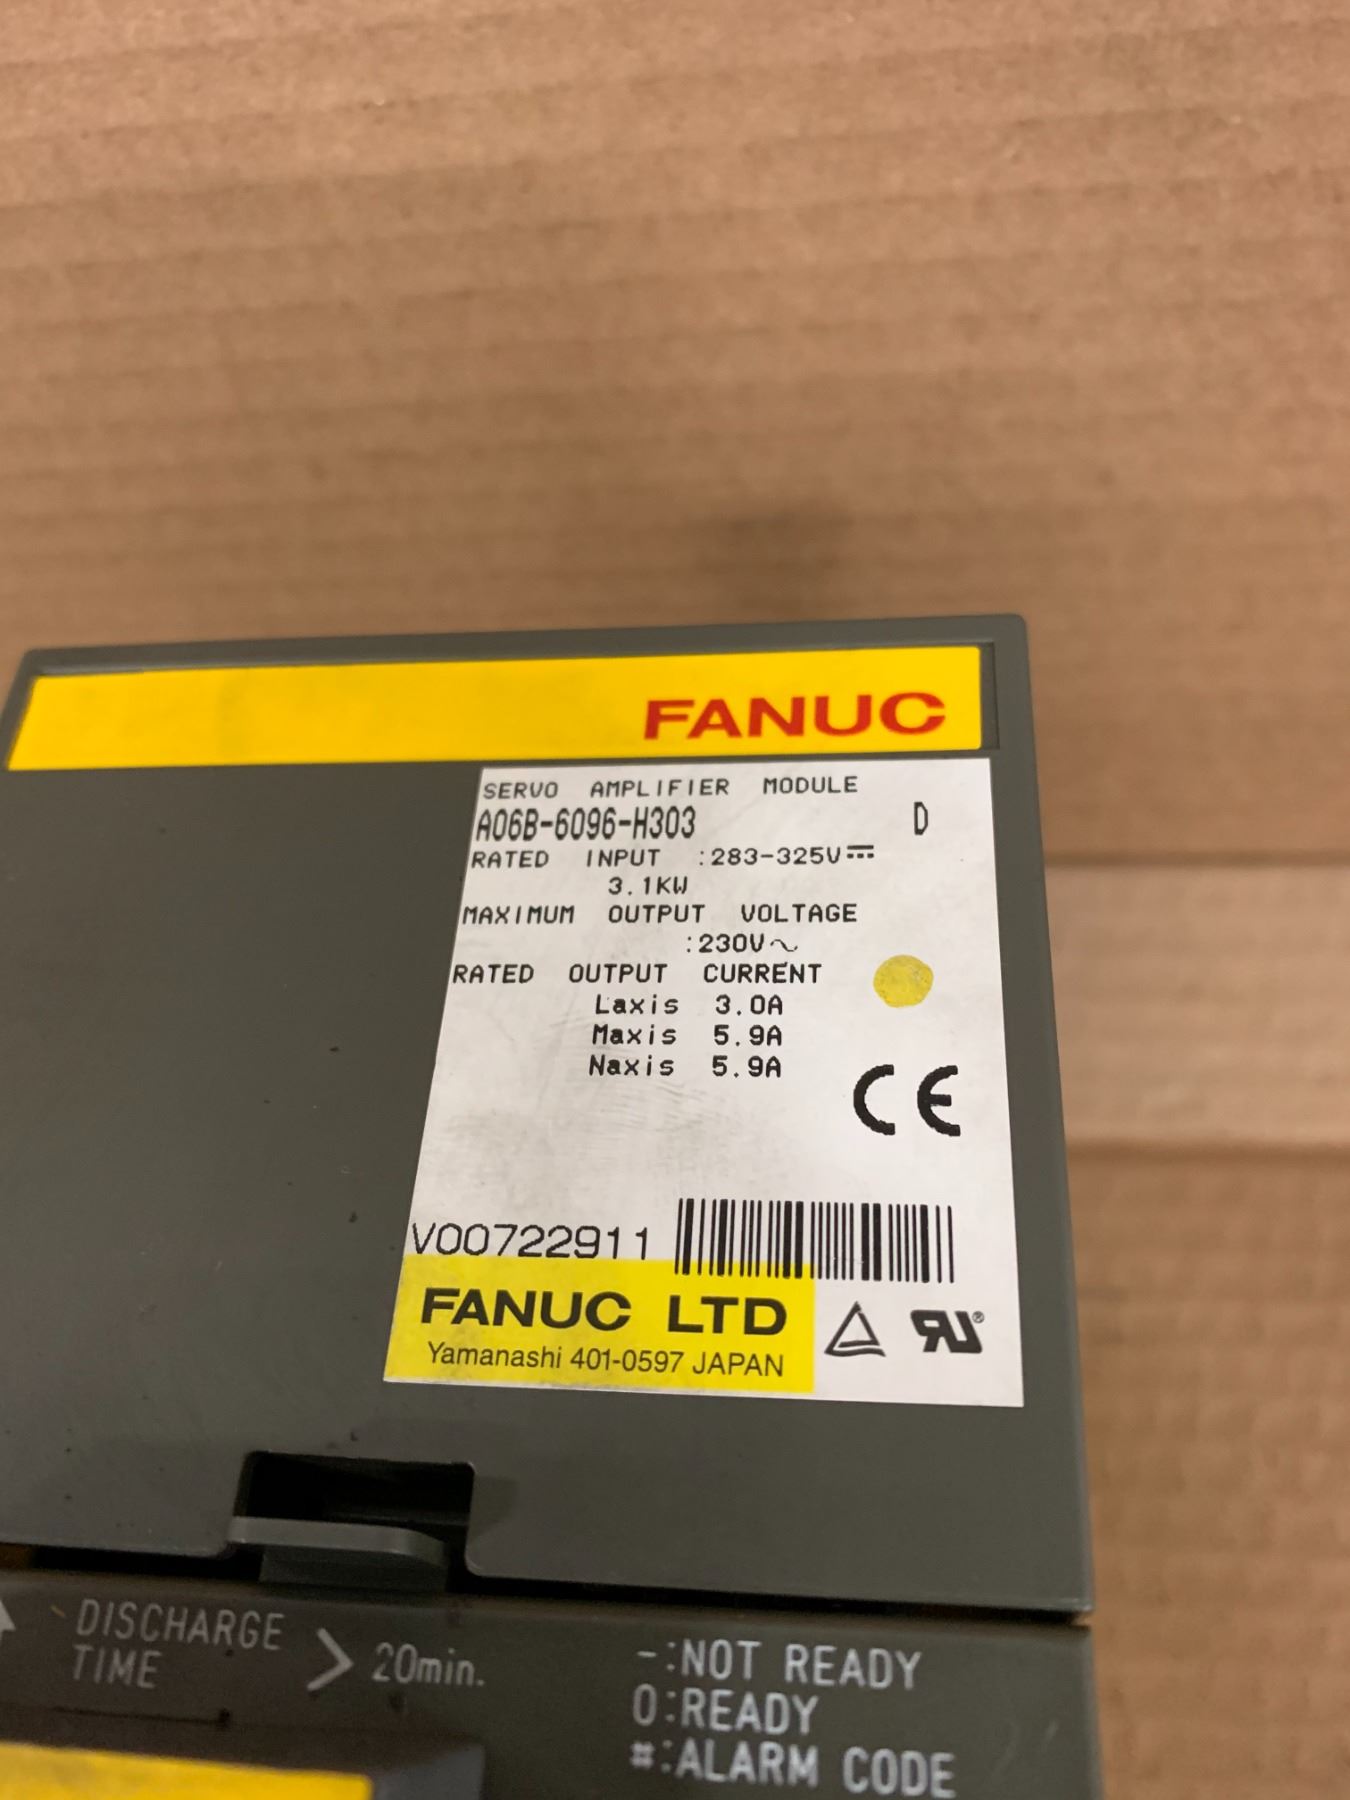 FANUC
SERVO AMPLIFIER MODULE
A06B-6096-H303 D
RATED INPUT :283-325V⎓
3.1KW
MAXIMUM OUTPUT VOLTAGE
:230V～
RATED OUTPUT CURRENT
Laxis 3.0A
Maxis 5.9A
Naxis 5.9A
CE
V00722911
FANUC LTD
Yamanashi 401-0597 JAPAN
RU®
DISCHARGE TIME > 20min.
-:NOT READY
0:READY
#:ALARM CODE